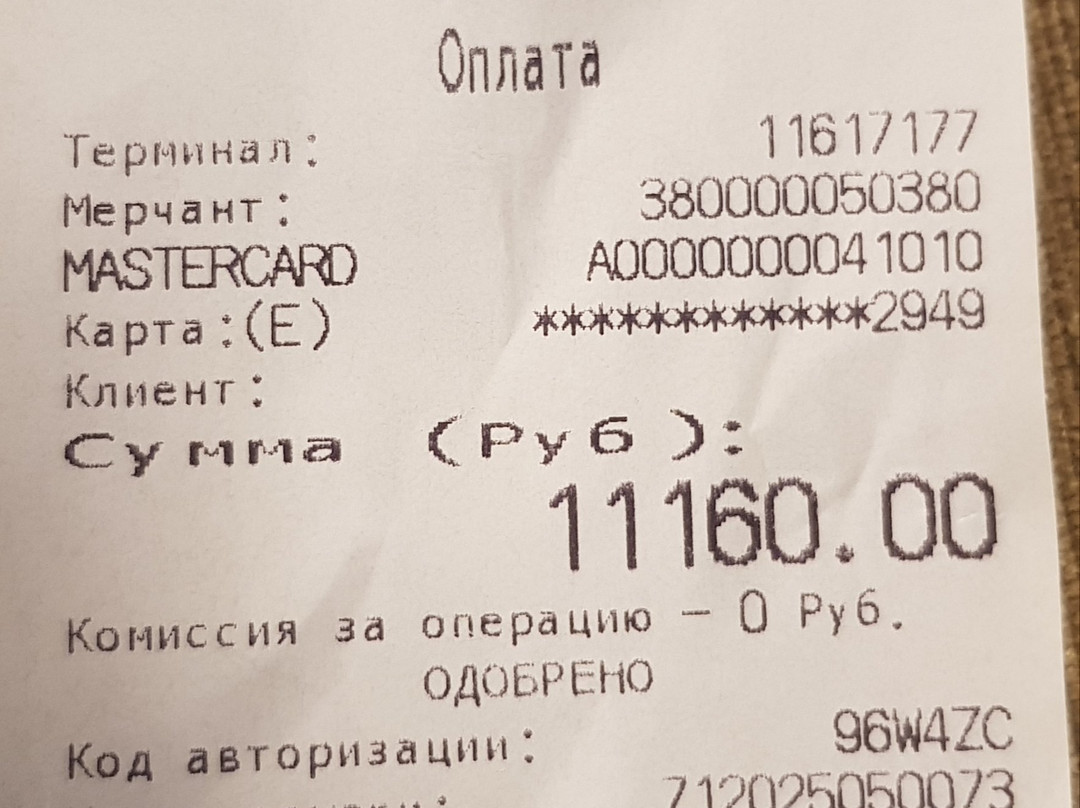 Оплата
Терминал: 11617177
Мерчант: 380000050380
MASTERCARD A0000000041010
Карта:(E) ************2949
Клиент:
Сумма (Руб):
11160.00
Комиссия за операцию – 0 Руб.
ОДОБРЕНО
Код авторизации: 96W4ZC
712025050073